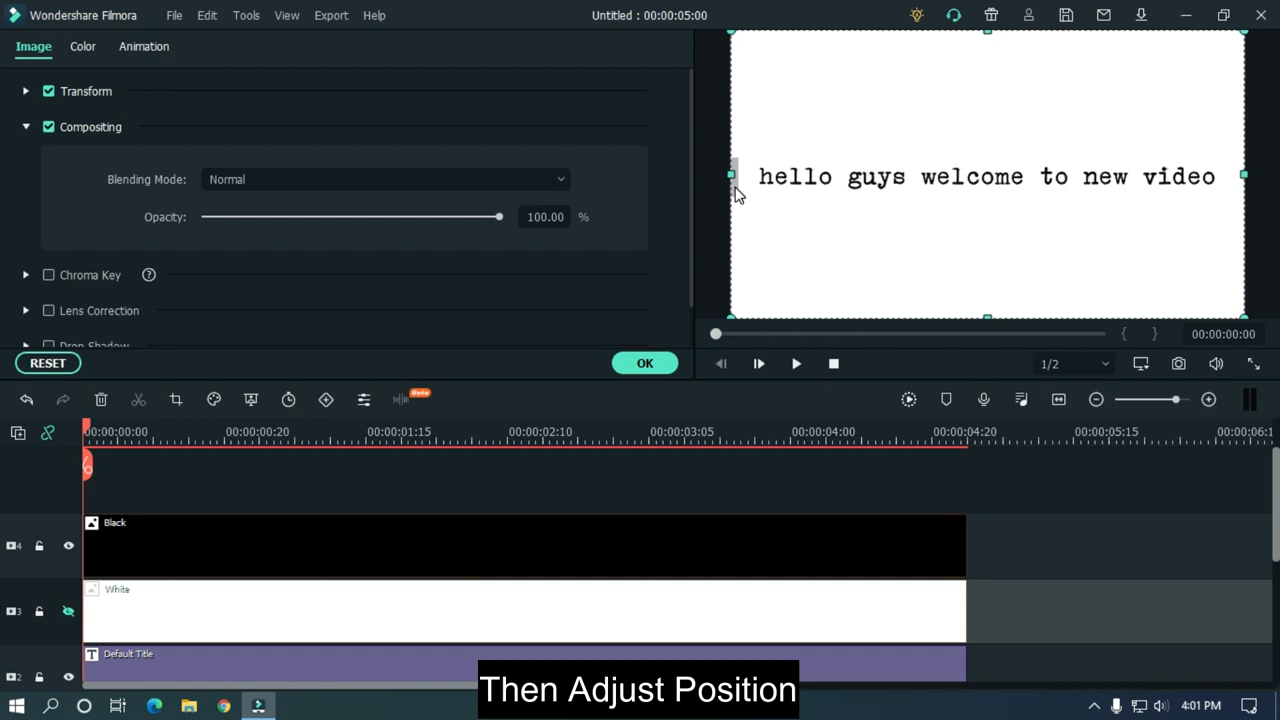 Wondershare Filmora File Edit Tools View Export Help Untitled : 00:00:05:00
Image Color Animation
Transform
Compositing
Blending Mode: Normal
Opacity: 100.00 %
Chroma Key ?
Lens Correction
Drop Shadow
RESET OK
hello guys welcome to new video
{ } 00:00:00:00
1/2
Beta
00:00:00:00 00:00:00:20 00:00:01:15 00:00:02:10 00:00:03:05 00:00:04:00 00:00:04:20 00:00:05:15 00:00:06:1
4 Black
3 White
2 T Default Title
Then Adjust Position
4:01 PM